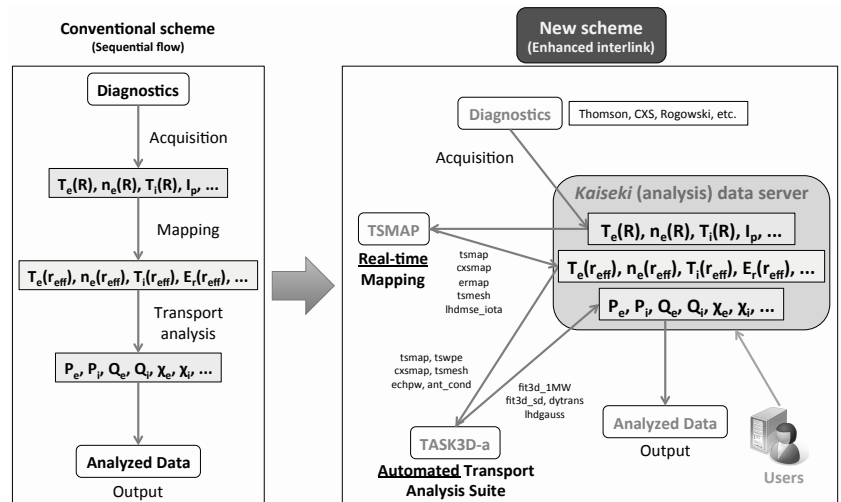 Conventional scheme
(Sequential flow)
Diagnostics
Acquisition
Te(R), ne(R), Ti(R), Ip, ...
Mapping
Te(reff), ne(reff), Ti(reff), Er(reff), ...
Transport
analysis
Pe, Pi, Qe, Qi, χe, χi, ...
Analyzed Data
Output
New scheme
(Enhanced interlink)
Diagnostics
Thomson, CXS, Rogowski, etc.
Acquisition
Kaiseki (analysis) data server
Te(R), ne(R), Ti(R), Ip, ...
TSMAP
Real-time
Mapping
tsmap
cxsmap
ermap
tsmesh
lhdmse_iota
Te(reff), ne(reff), Ti(reff), Er(reff), ...
Pe, Pi, Qe, Qi, χe, χi, ...
tsmap, tswpe
cxsmap, tsmesh
echpw, ant_cond
fit3d_1MW
fit3d_sd, dytrans
lhdgauss
TASK3D-a
Automated Transport
Analysis Suite
Analyzed Data
Output
Users